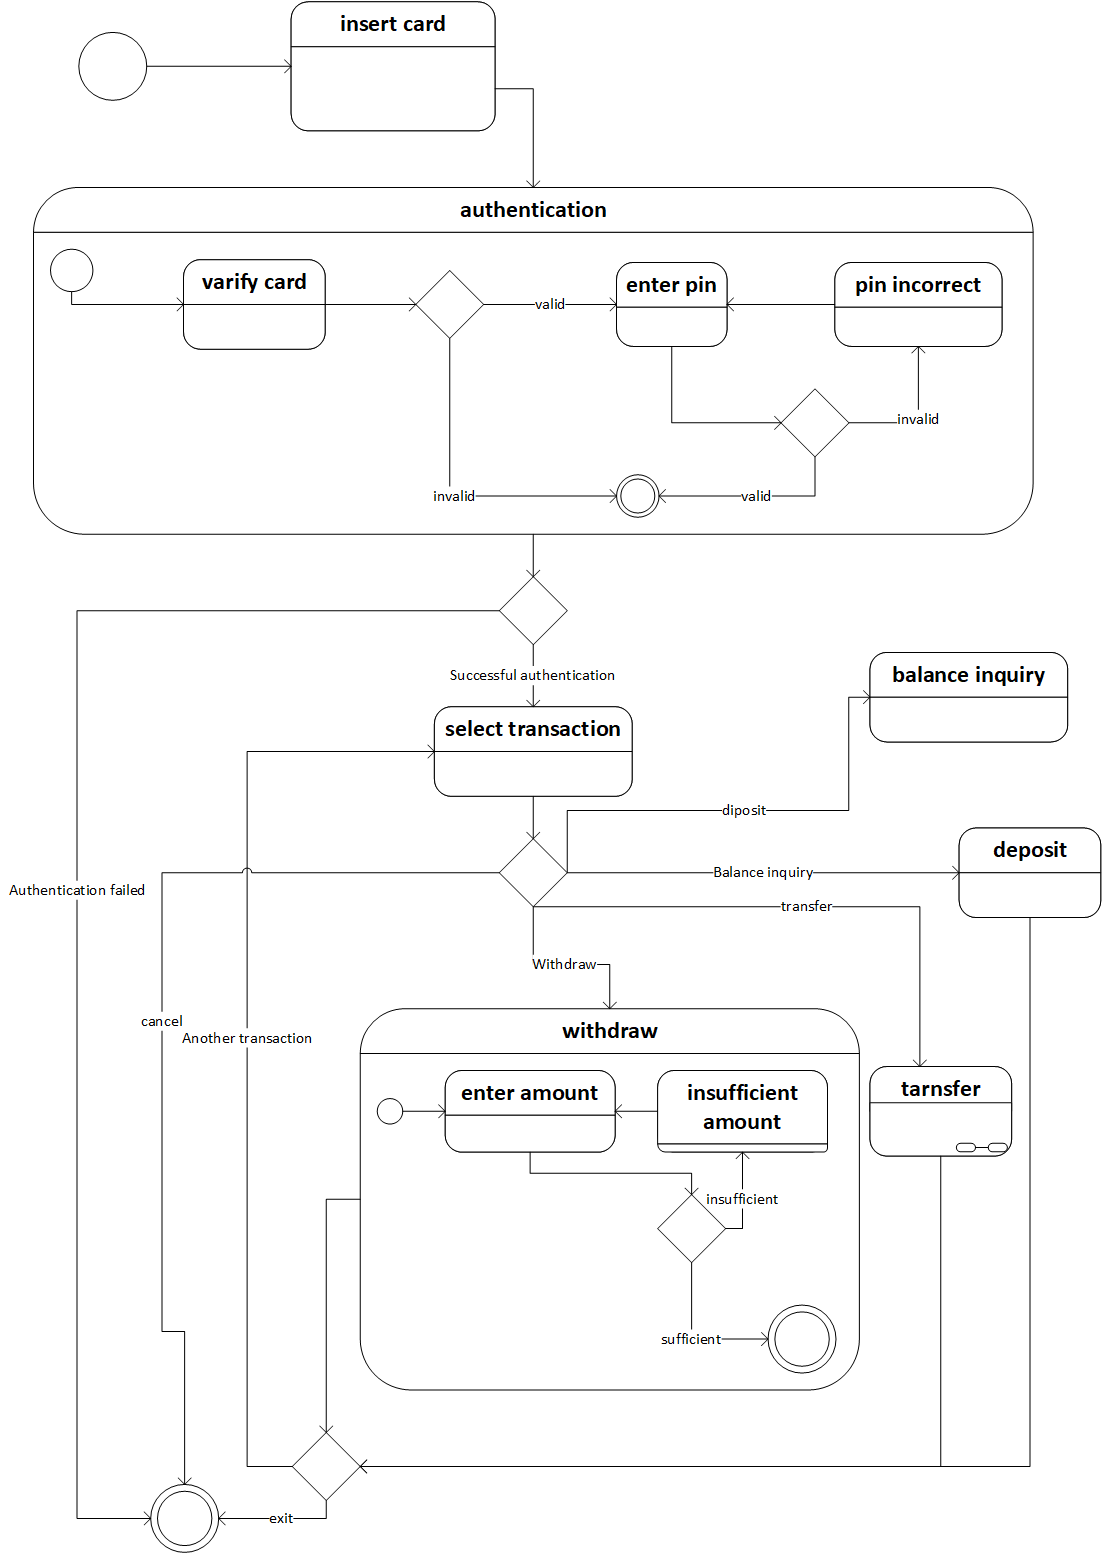 insert card
authentication
varify card
enter pin
pin incorrect
valid
invalid
invalid
valid
Successful authentication
balance inquiry
select transaction
diposit
deposit
Balance inquiry
Authentication failed
transfer
Withdraw
cancel
Another transaction
withdraw
enter amount
insufficient
amount
tarnsfer
insufficient
sufficient
exit